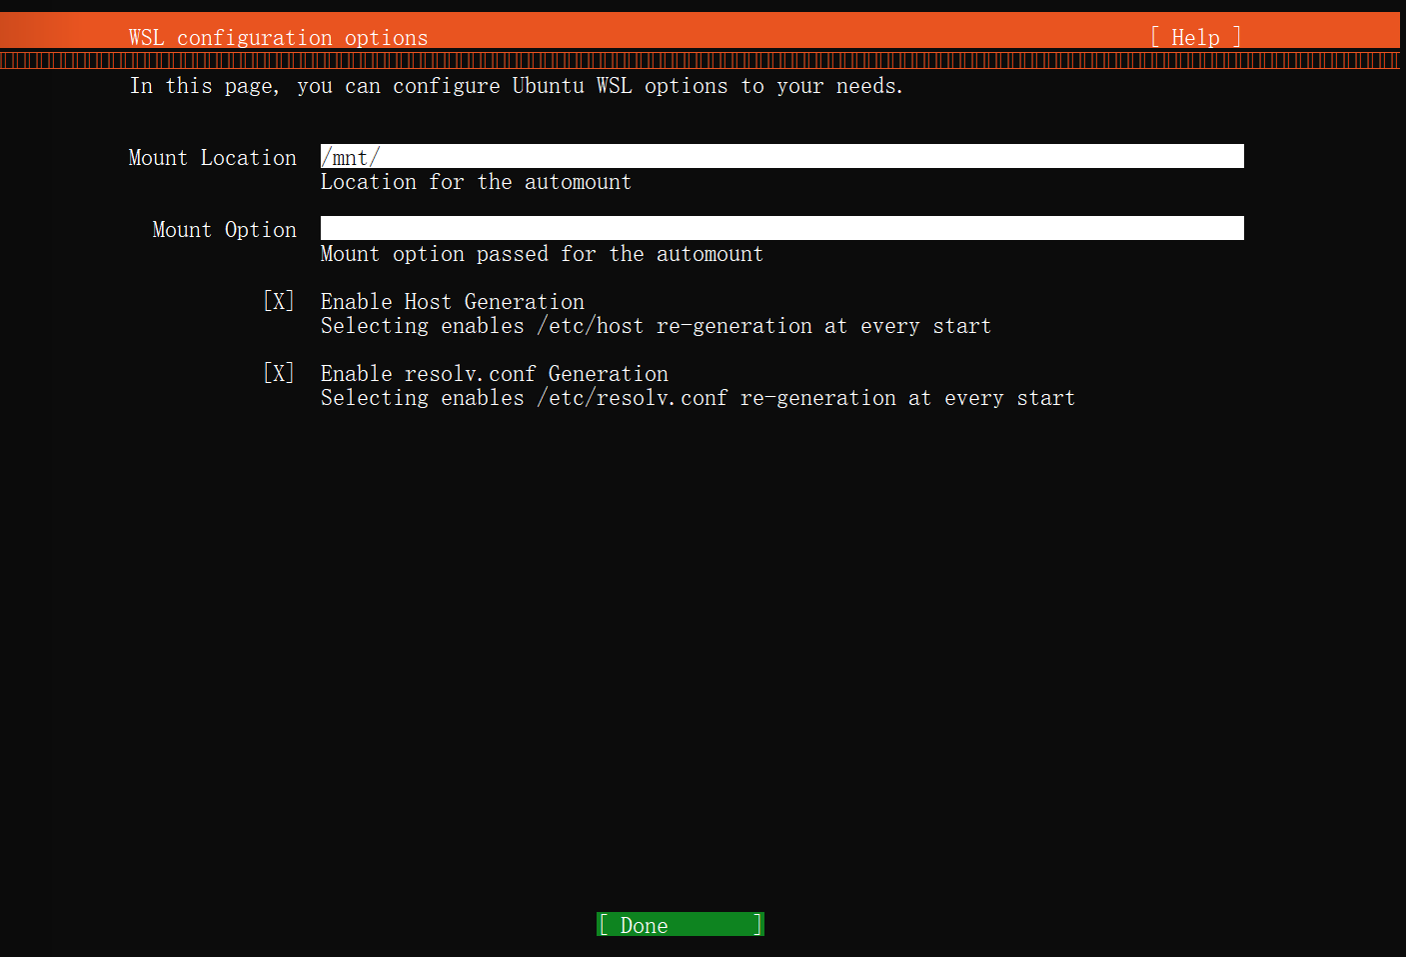 WSL configuration options [ Help ]
In this page, you can configure Ubuntu WSL options to your needs.
Mount Location /mnt/
Location for the automount
Mount Option
Mount option passed for the automount
[X] Enable Host Generation
Selecting enables /etc/host re-generation at every start
[X] Enable resolv.conf Generation
Selecting enables /etc/resolv.conf re-generation at every start
[ Done ]